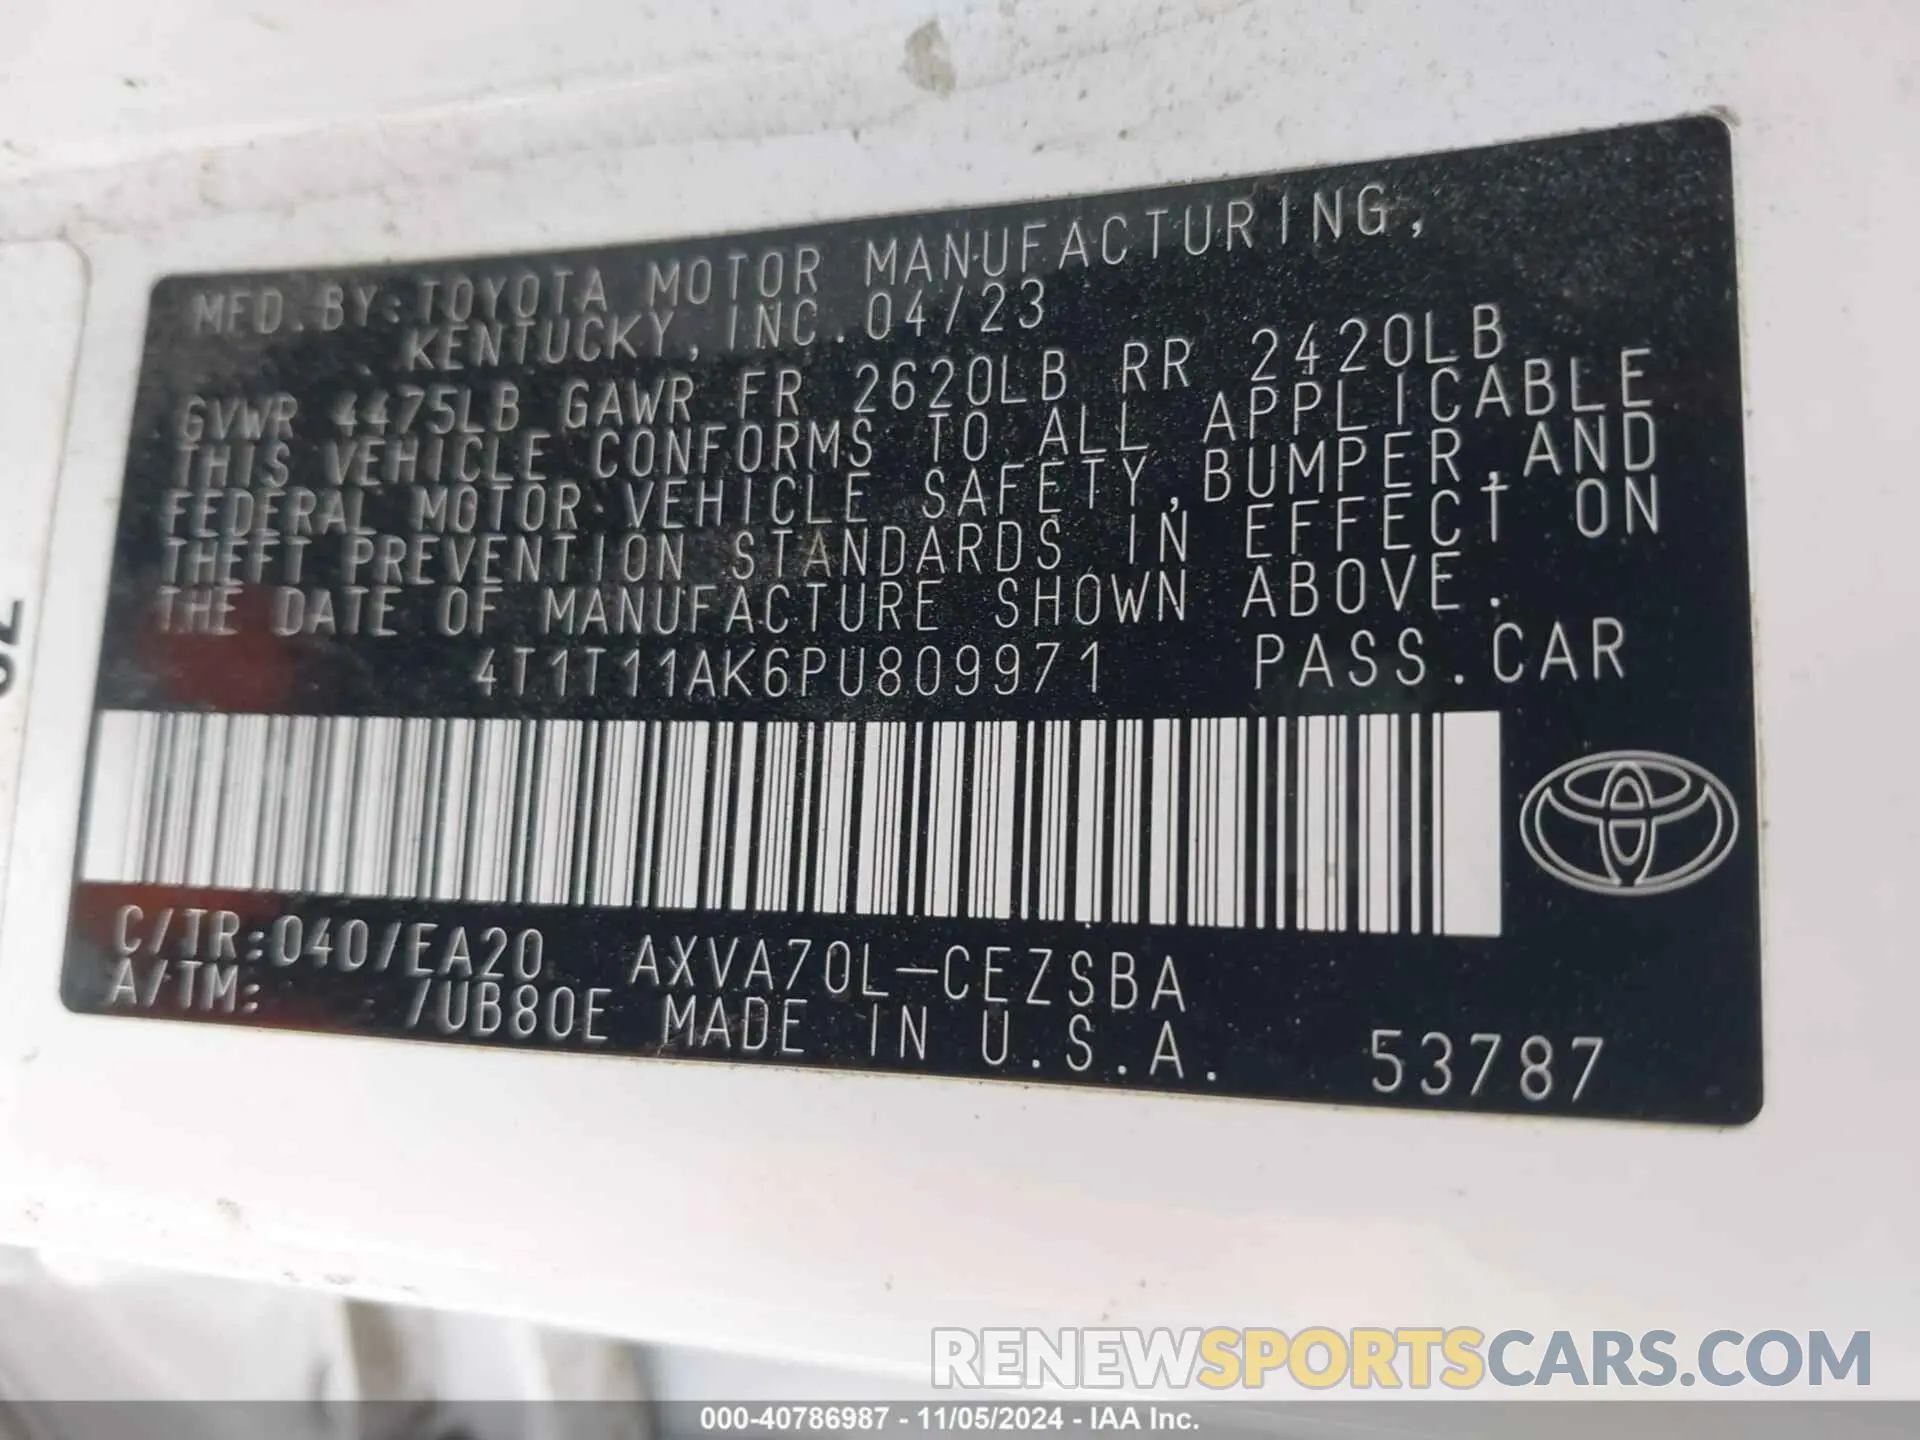 MFD. BY: TOYOTA MOTOR MANUFACTURING,
KENTUCKY, INC. 04/23
GVWR 4475LB GAWR FR 2620LB RR 2420LB
THIS VEHICLE CONFORMS TO ALL APPLICABLE
FEDERAL MOTOR VEHICLE SAFETY, BUMPER, AND
THEFT PREVENTION STANDARDS IN EFFECT ON
THE DATE OF MANUFACTURE SHOWN ABOVE.
4T1T11AK6PU809971 PASS. CAR
C/TR: 040/EA20 AXVA70L-CEZSBA
A/TM: /UB80E MADE IN U.S.A. 53787
RENEWSPORTSCARS.COM
000-40786987 - 11/05/2024 - IAA Inc.